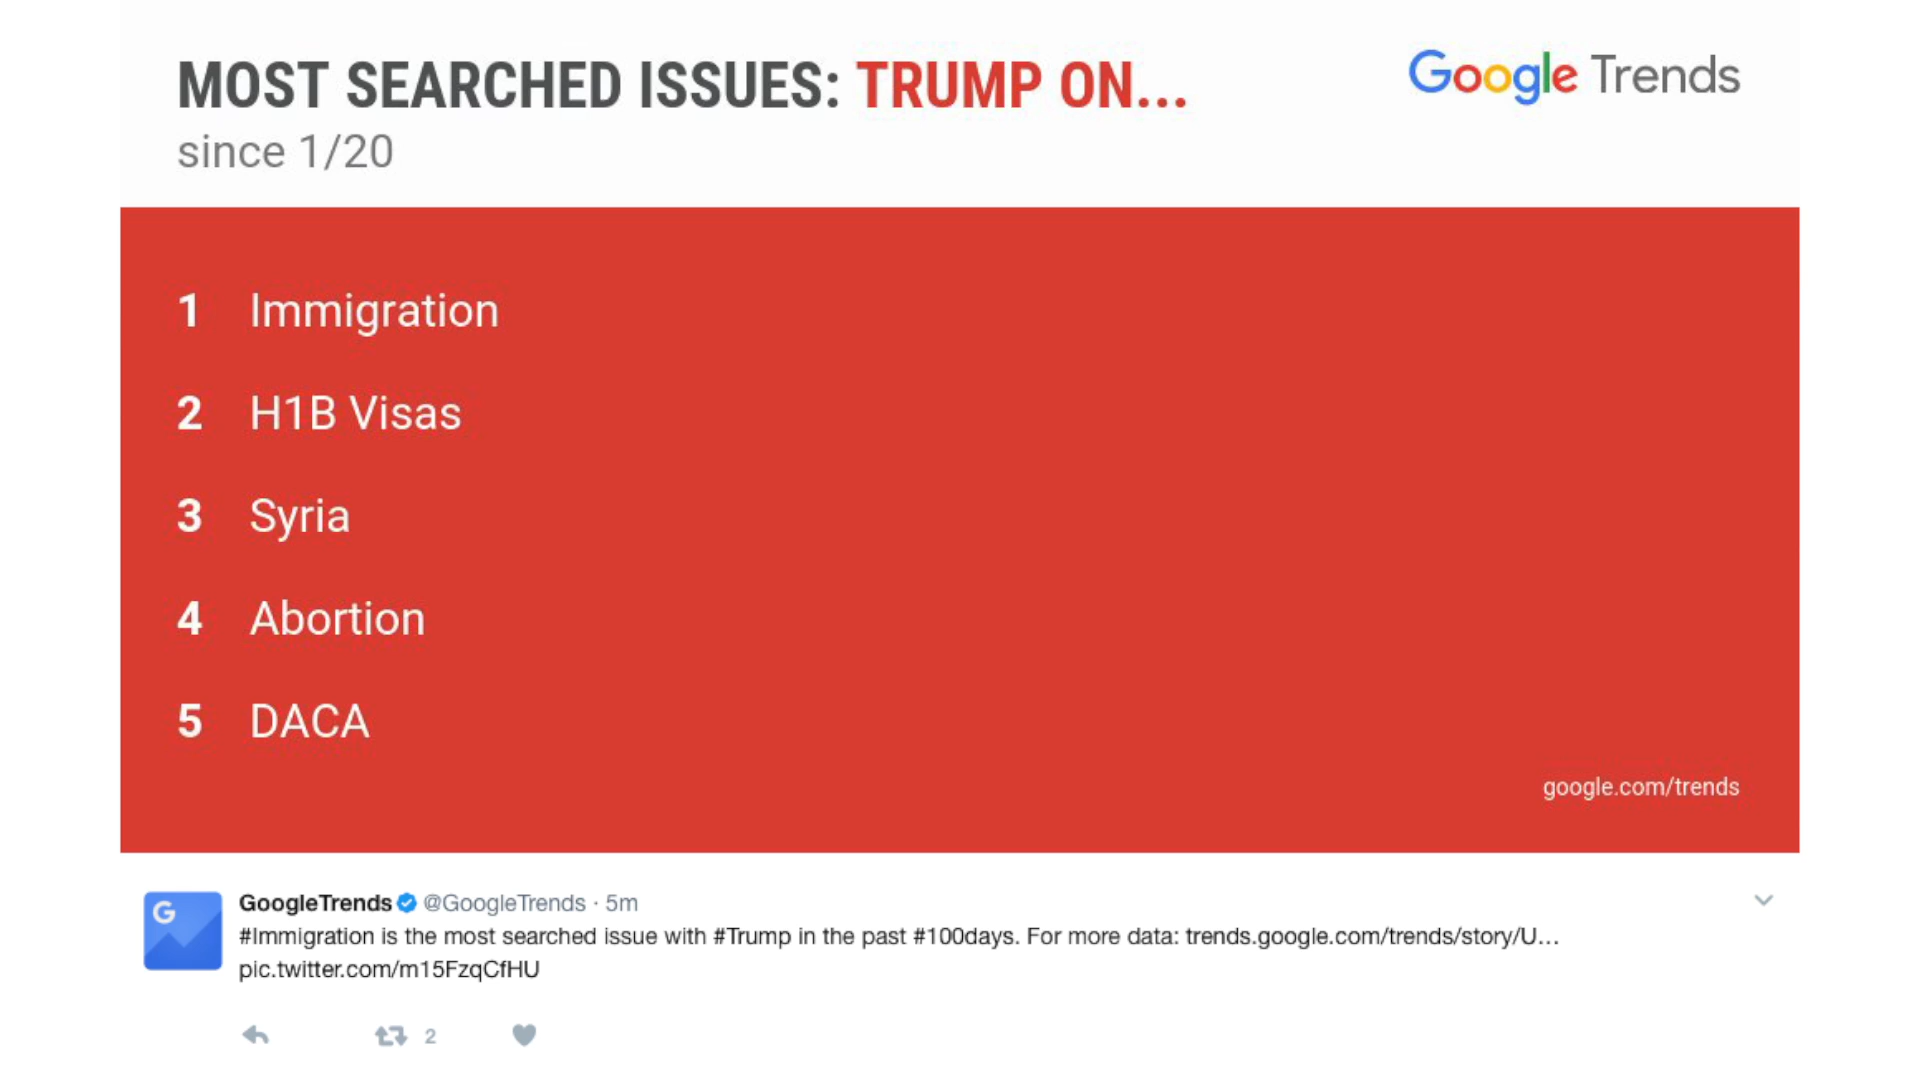 MOST SEARCHED ISSUES: TRUMP ON...
Google Trends
since 1/20
1 Immigration
2 H1B Visas
3 Syria
4 Abortion
5 DACA
google.com/trends
G
GoogleTrends @GoogleTrends · 5m
#Immigration is the most searched issue with #Trump in the past #100days. For more data: trends.google.com/trends/story/U…
pic.twitter.com/m15FzqCfHU
2